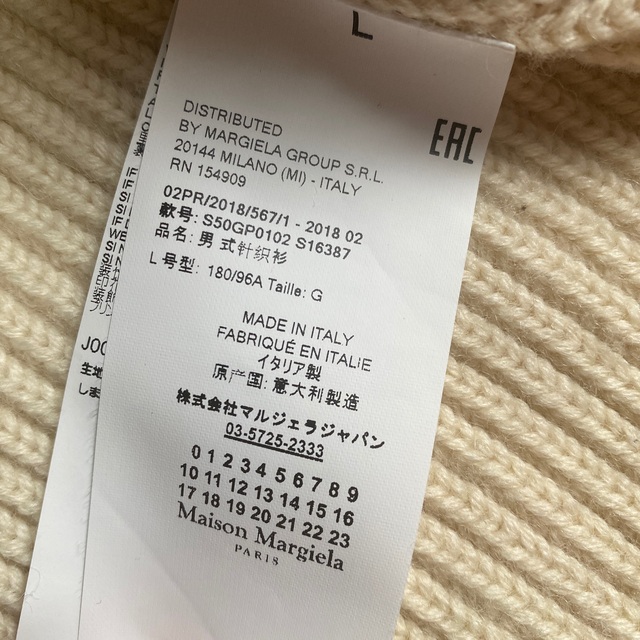 L
EAC
DISTRIBUTED
BY MARGIELA GROUP S.R.L.
20144 MILANO (MI) - ITALY
RN 154909
02PR/2018/567/1 - 2018 02
款号: S50GP0102 S16387
品名: 男 式针织衫
L 号型: 180/96A Taille: G
MADE IN ITALY
FABRIQUÉ EN ITALIE
イタリア製
原产国: 意大利製造
株式会社マルジェラジャパン
03-5725-2333
0 1 2 3 4 5 6 7 8 9
10 11 12 13 14 15 16
17 18 19 20 21 22 23
Maison Margiela
PARIS